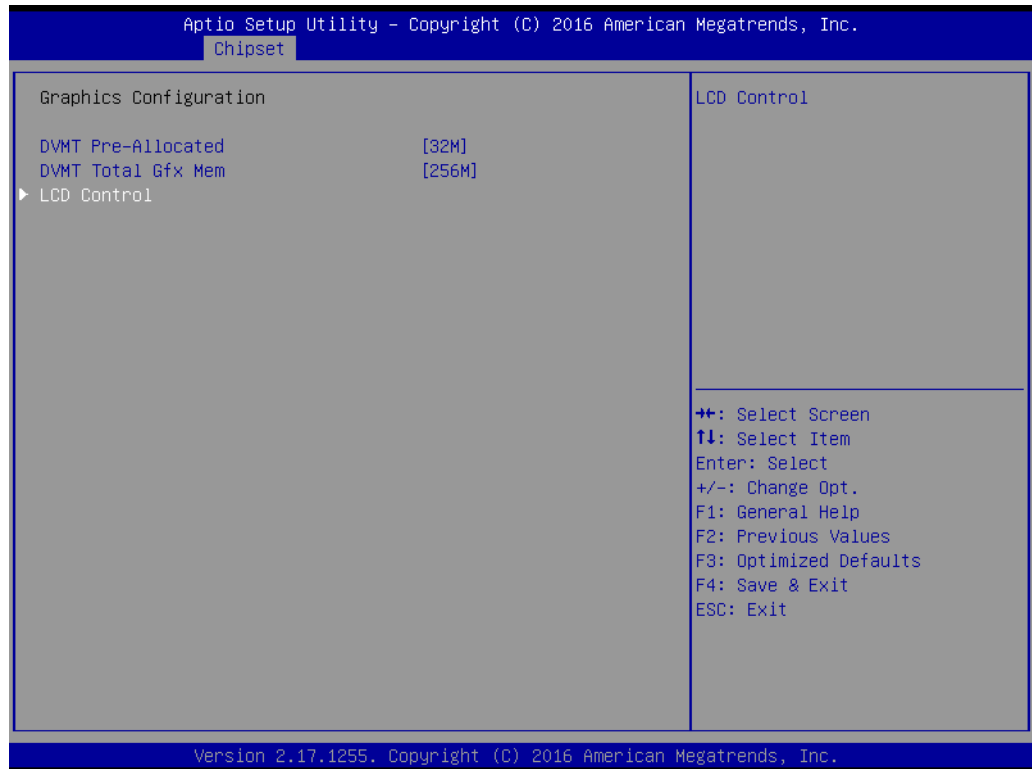 Aptio Setup Utility – Copyright (C) 2016 American Megatrends, Inc.
Chipset
Graphics Configuration
DVMT Pre-Allocated [32M]
DVMT Total Gfx Mem [256M]
▶ LCD Control
LCD Control
→←: Select Screen
↑↓: Select Item
Enter: Select
+/-: Change Opt.
F1: General Help
F2: Previous Values
F3: Optimized Defaults
F4: Save & Exit
ESC: Exit
Version 2.17.1255. Copyright (C) 2016 American Megatrends, Inc.